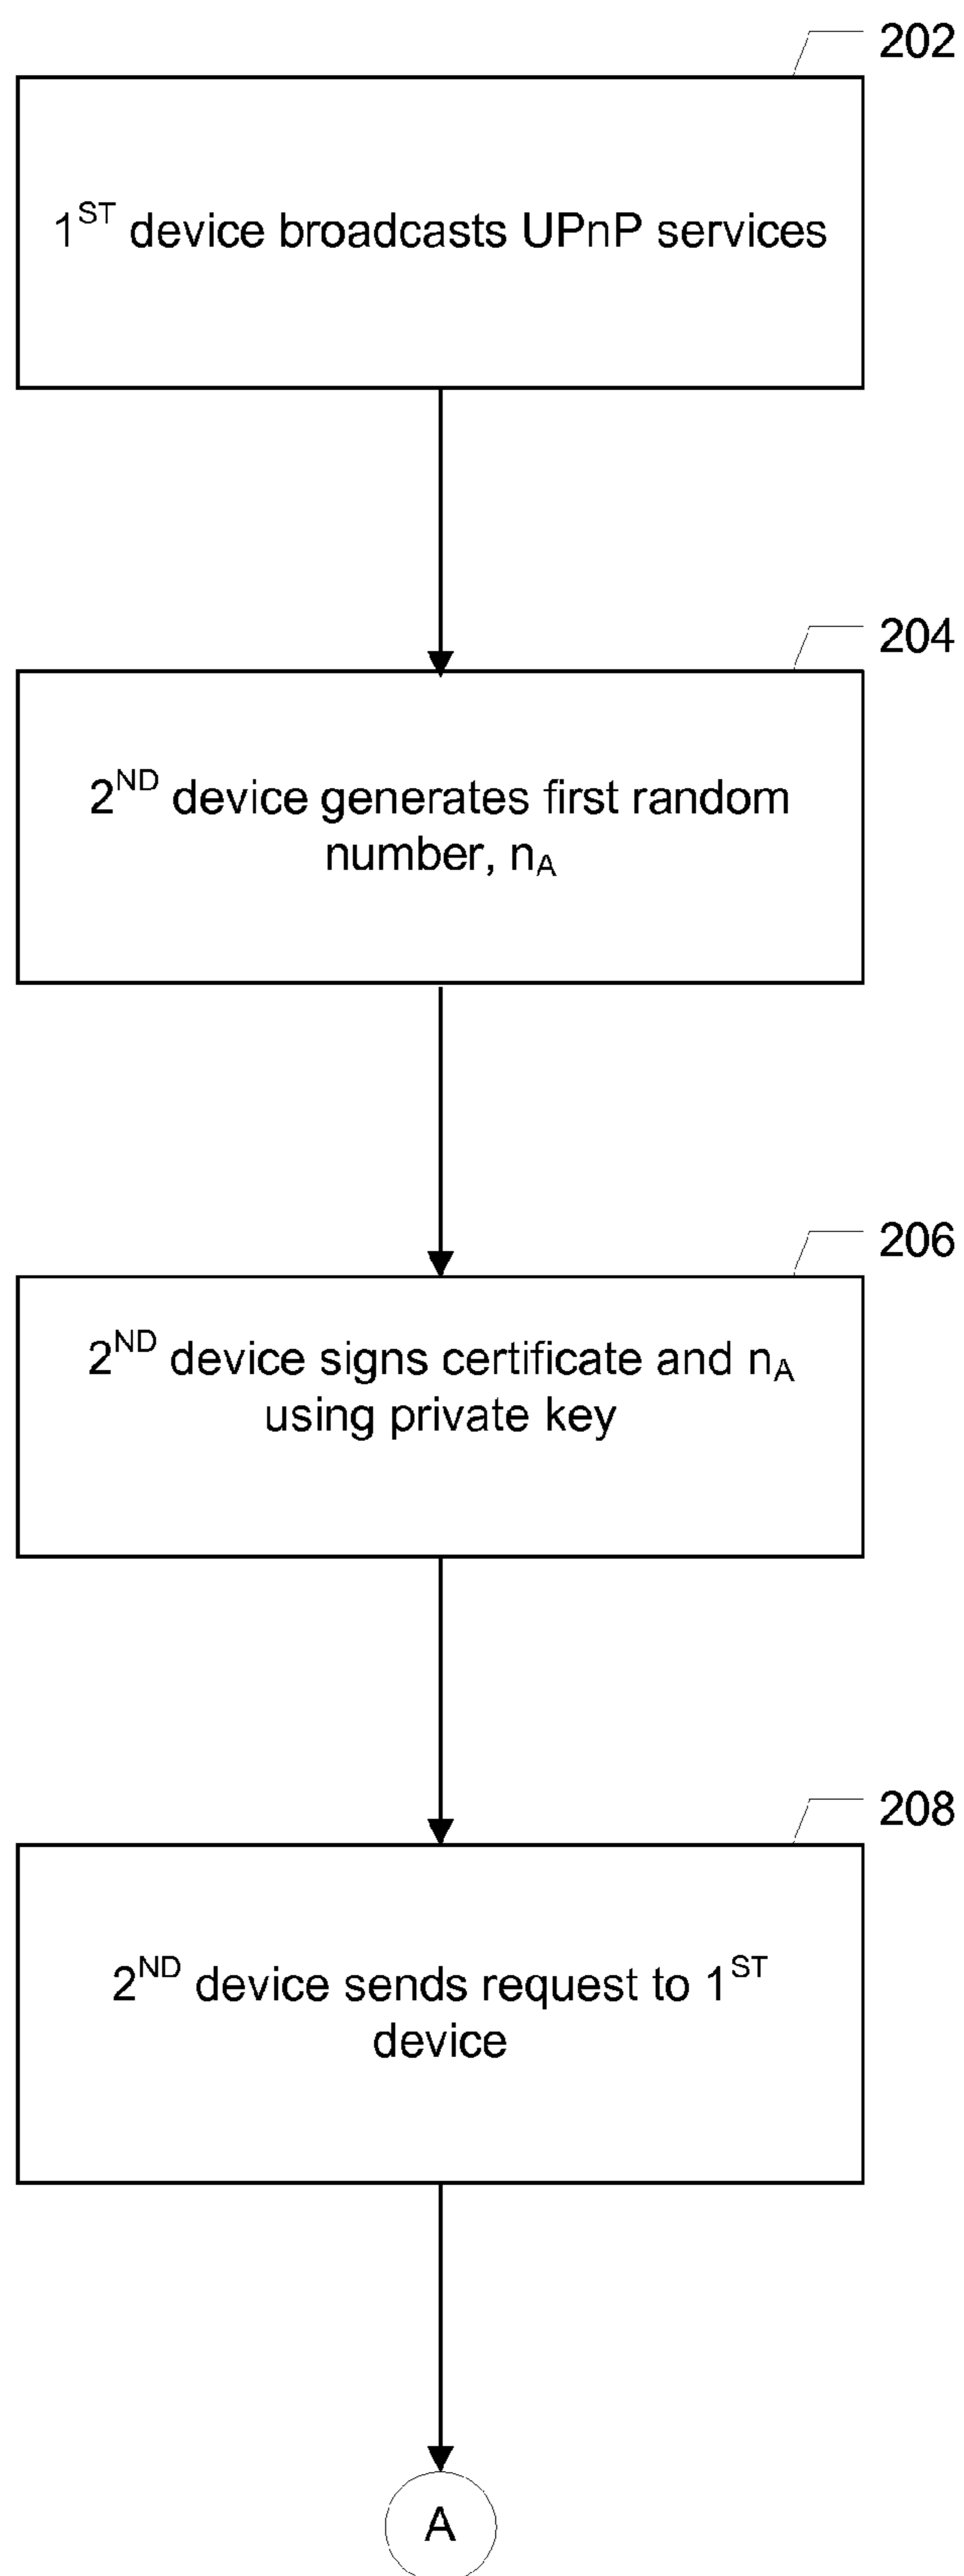 202
1ST device broadcasts UPnP services
204
2ND device generates first random
number, nA
206
2ND device signs certificate and nA
using private key
208
2ND device sends request to 1ST
device
A